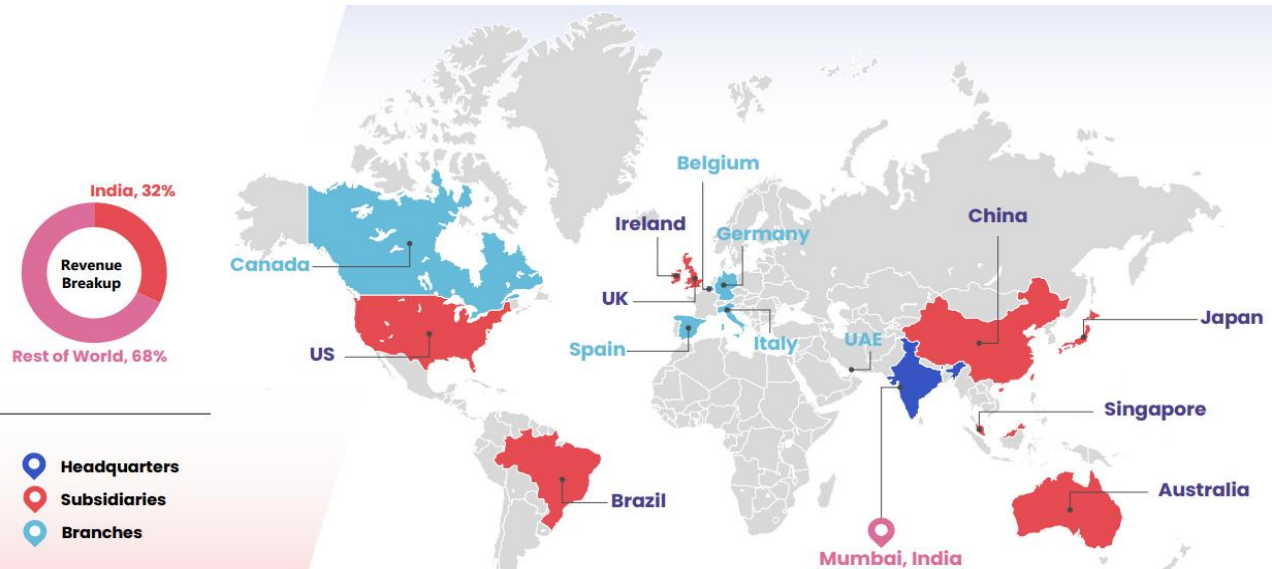 India, 32%
Revenue
Breakup
Rest of World, 68%
Headquarters
Subsidiaries
Branches
Belgium
Ireland
Germany
China
Canada
UK
Japan
US
Spain
Italy
UAE
Singapore
Brazil
Australia
Mumbai, India